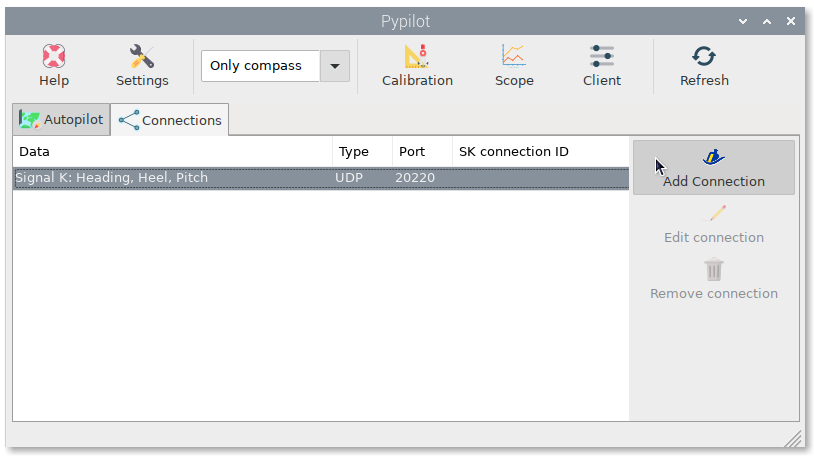 Pypilot
Help
Settings
Only compass
Calibration
Scope
Client
Refresh
Autopilot
Connections
Data Type Port SK connection ID
Signal K: Heading, Heel, Pitch UDP 20220
Add Connection
Edit connection
Remove connection